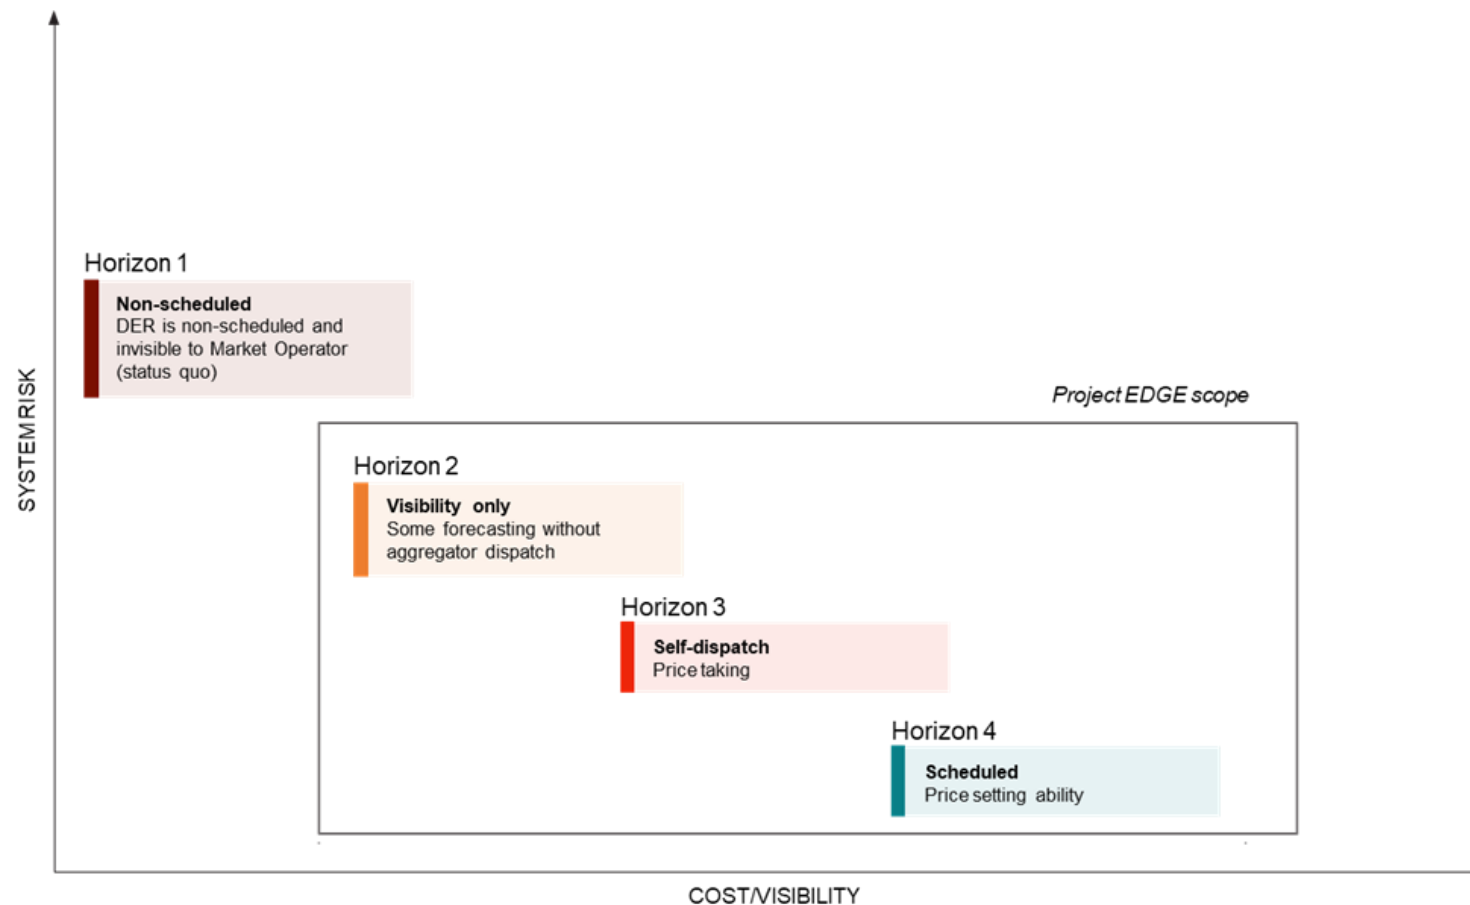 Horizon 1
Non-scheduled
DER is non-scheduled and
invisible to Market Operator
(status quo)
SYSTEM RISK
Project EDGE scope
Horizon 2
Visibility only
Some forecasting without
aggregator dispatch
Horizon 3
Self-dispatch
Price taking
Horizon 4
Scheduled
Price setting ability
COST/VISIBILITY